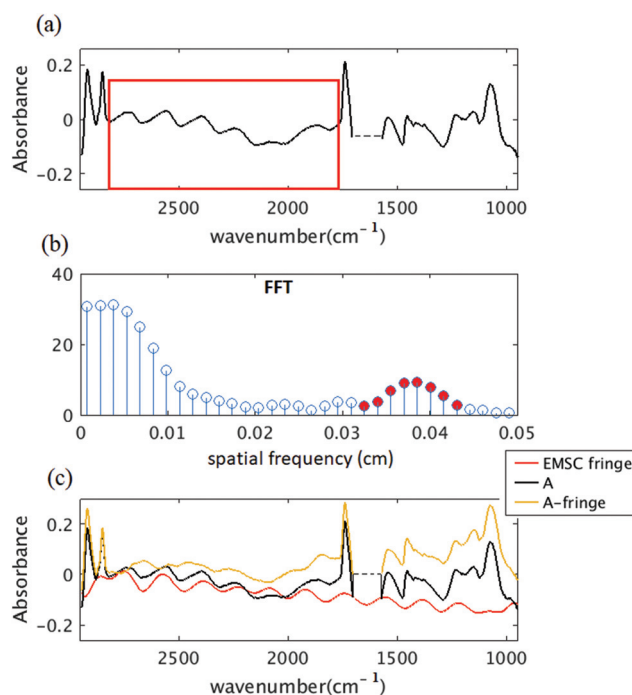 (a)
0.2
0
−0.2
Absorbance
2500 2000 1500 1000
wavenumber(cm⁻¹)
(b)
FFT
40
20
0
0 0.01 0.02 0.03 0.04 0.05
spatial frequency (cm)
EMSC fringe
A
A-fringe
(c)
0.2
0
−0.2
Absorbance
2500 2000 1500 1000
wavenumber(cm⁻¹)